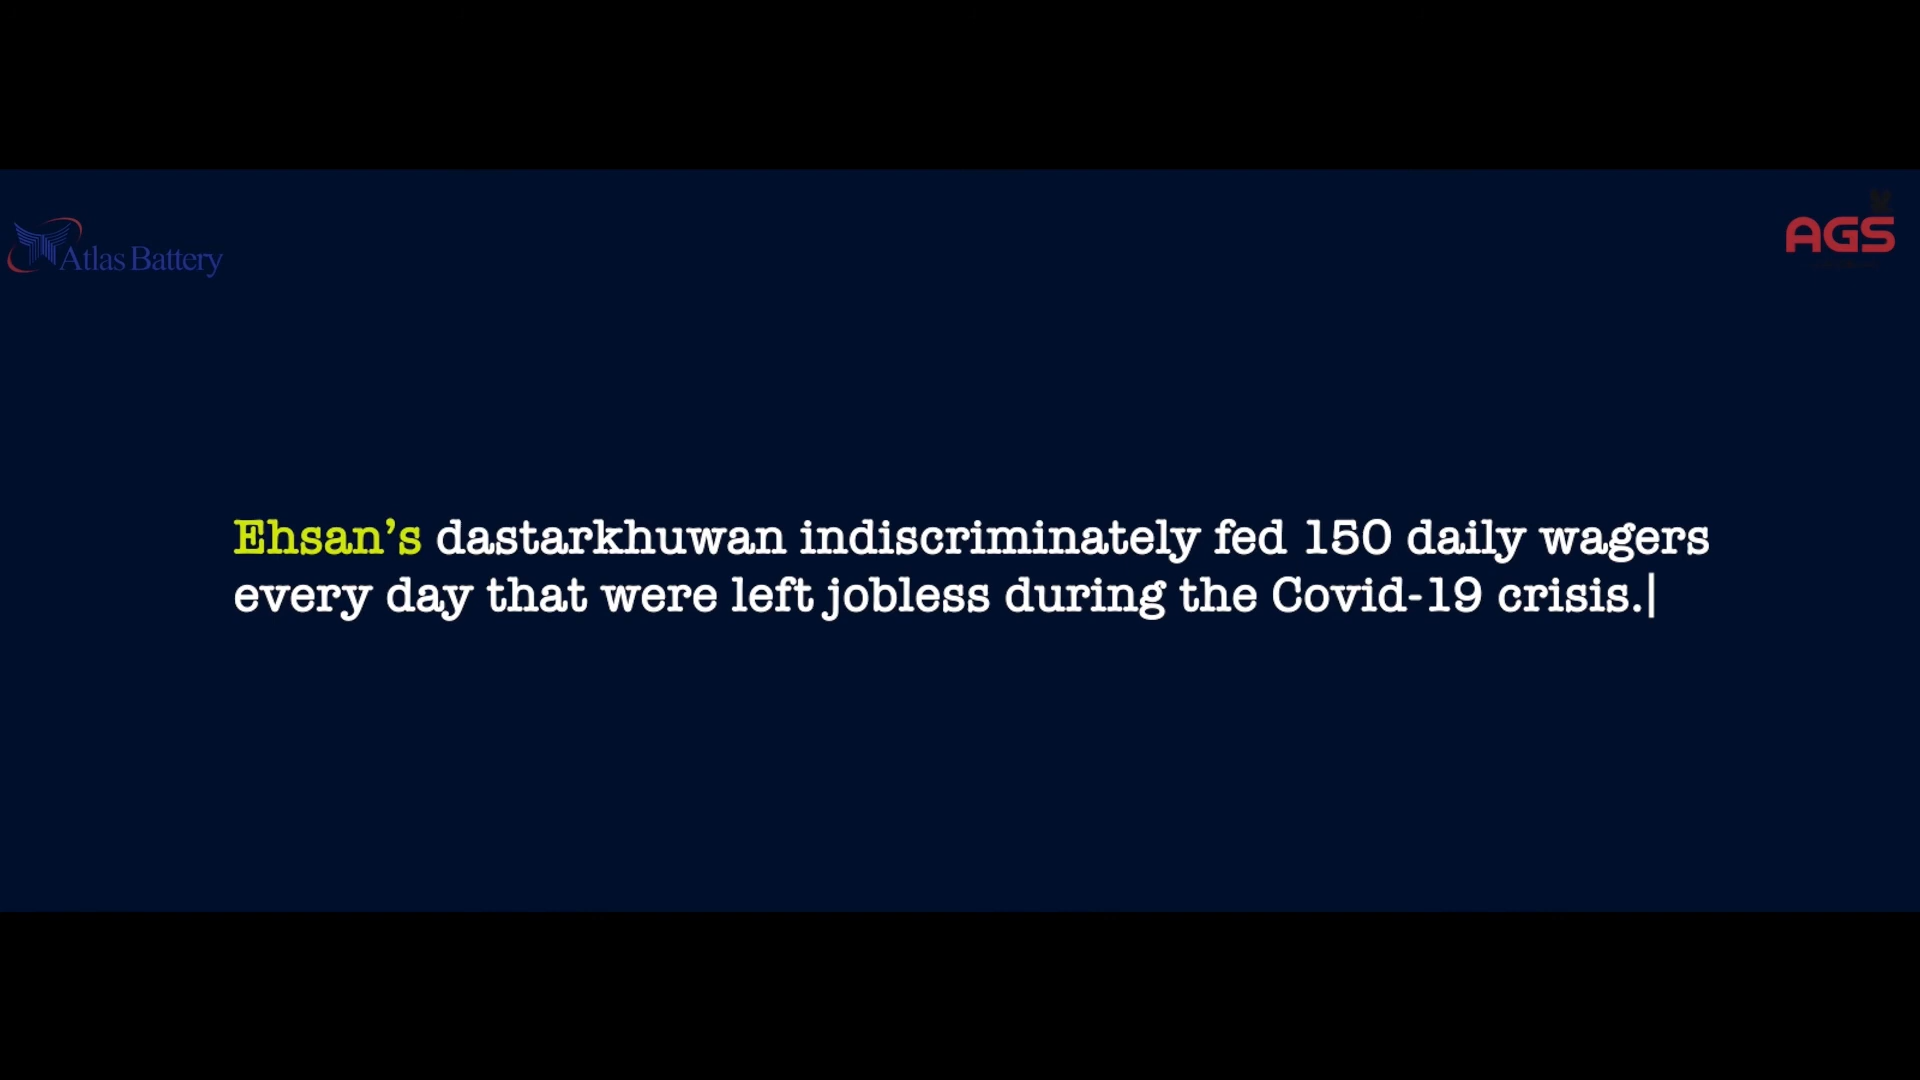 Atlas Battery
AGS
Ehsan's dastarkhuwan indiscriminately fed 150 daily wagers
every day that were left jobless during the Covid-19 crisis.